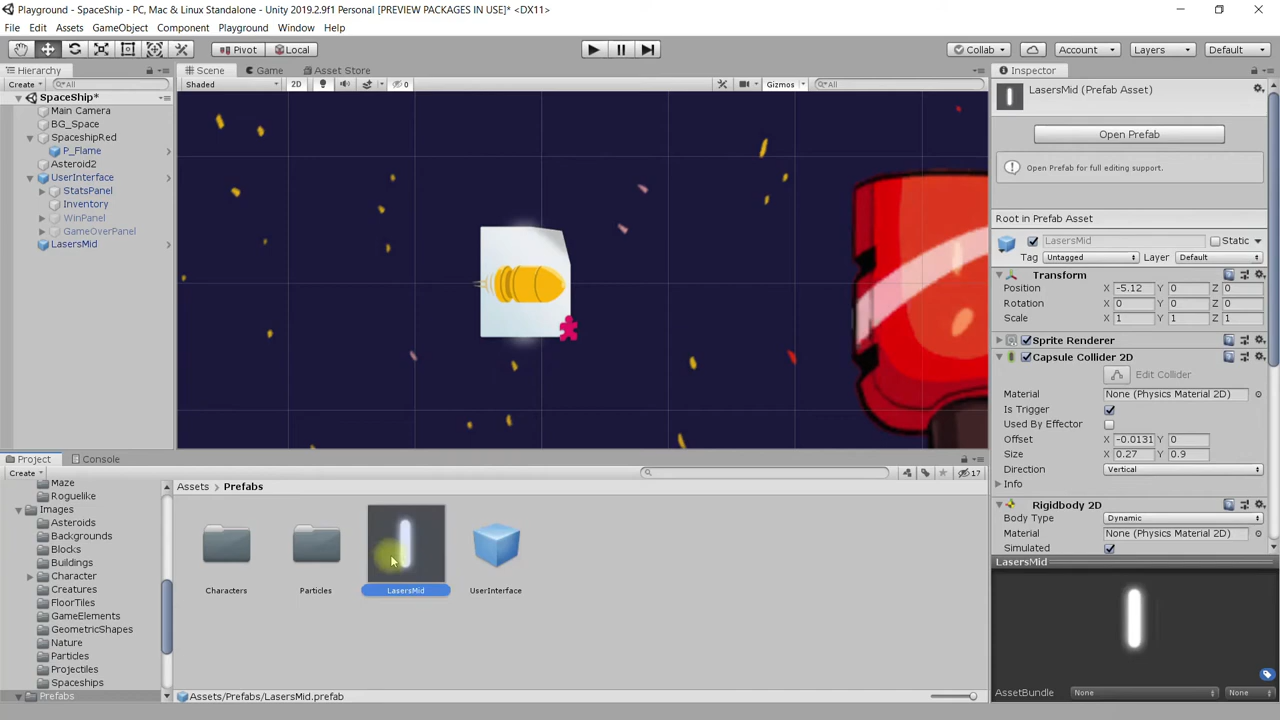 Playground - SpaceShip - PC, Mac & Linux Standalone - Unity 2019.2.9f1 Personal [PREVIEW PACKAGES IN USE]* <DX11>
File Edit Assets GameObject Component Playground Window Help
Pivot Local Collab Account Layers Default
Hierarchy
Create All
SpaceShip*
Main Camera
BG_Space
SpaceshipRed
P_Flame
Asteroid2
UserInterface
StatsPanel
Inventory
WinPanel
GameOverPanel
LasersMid
Scene Game Asset Store
Shaded 2D 0 Gizmos All
Inspector
LasersMid (Prefab Asset)
Open Prefab
Open Prefab for full editing support.
Root in Prefab Asset
LasersMid Static
Tag Untagged Layer Default
Transform
Position X -5.12 Y 0 Z 0
Rotation X 0 Y 0 Z 0
Scale X 1 Y 1 Z 1
Sprite Renderer
Capsule Collider 2D
Edit Collider
Material None (Physics Material 2D)
Is Trigger
Used By Effector
Offset X -0.0131 Y 0
Size X 0.27 Y 0.9
Direction Vertical
Info
Rigidbody 2D
Body Type Dynamic
Material None (Physics Material 2D)
Simulated
LasersMid
AssetBundle None None
Project Console
Create 17
Maze
Roguelike
Images
Asteroids
Backgrounds
Blocks
Buildings
Character
Creatures
FloorTiles
GameElements
GeometricShapes
Nature
Particles
Projectiles
Spaceships
Prefabs
Assets Prefabs
Characters Particles LasersMid UserInterface
Assets/Prefabs/LasersMid.prefab